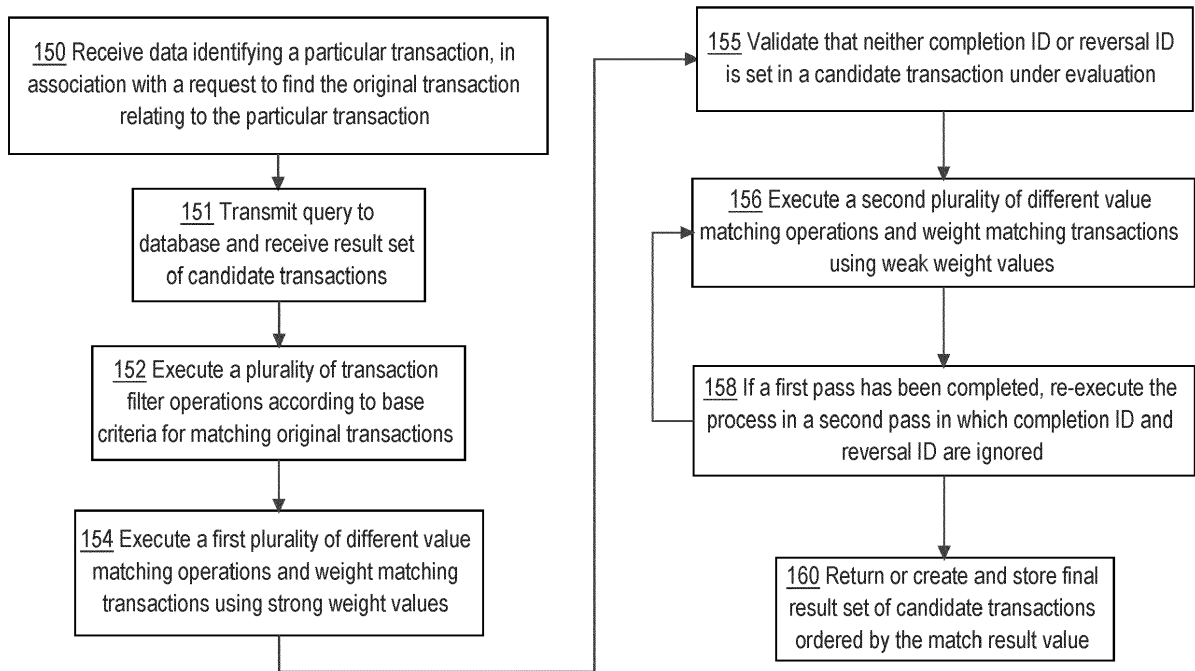 150 Receive data identifying a particular transaction, in
association with a request to find the original transaction
relating to the particular transaction
151 Transmit query to
database and receive result set
of candidate transactions
152 Execute a plurality of transaction
filter operations according to base
criteria for matching original transactions
154 Execute a first plurality of different value
matching operations and weight matching
transactions using strong weight values
155 Validate that neither completion ID or reversal ID
is set in a candidate transaction under evaluation
156 Execute a second plurality of different value
matching operations and weight matching transactions
using weak weight values
158 If a first pass has been completed, re-execute the
process in a second pass in which completion ID and
reversal ID are ignored
160 Return or create and store final
result set of candidate transactions
ordered by the match result value